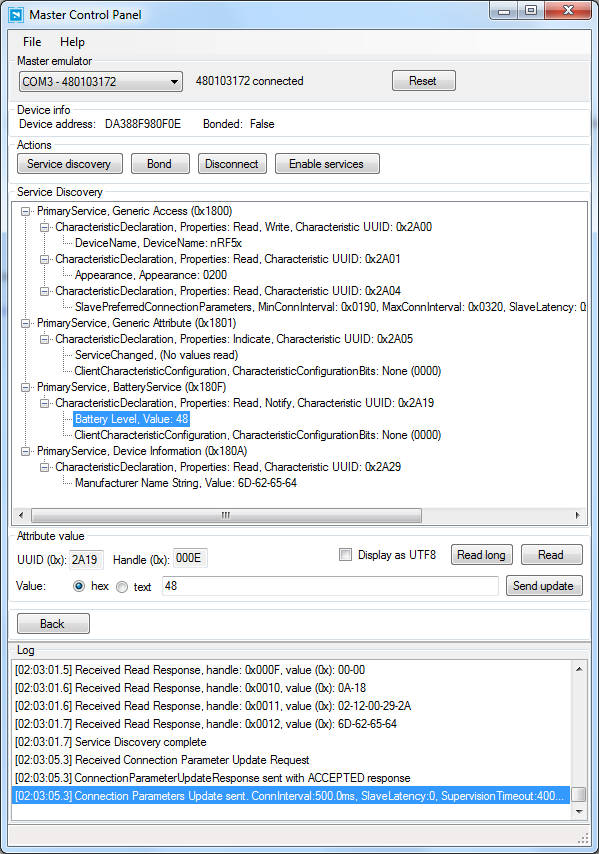 Master Control Panel
File Help
Master emulator
COM3 - 480103172 480103172 connected Reset
Device info
Device address: DA388F980F0E Bonded: False
Actions
Service discovery Bond Disconnect Enable services
Service Discovery
PrimaryService, Generic Access (0x1800)
CharacteristicDeclaration, Properties: Read, Write, Characteristic UUID: 0x2A00
DeviceName, DeviceName: nRF5x
CharacteristicDeclaration, Properties: Read, Characteristic UUID: 0x2A01
Appearance, Appearance: 0200
CharacteristicDeclaration, Properties: Read, Characteristic UUID: 0x2A04
SlavePreferredConnectionParameters, MinConnInterval: 0x0190, MaxConnInterval: 0x0320, SlaveLatency: 0
PrimaryService, Generic Attribute (0x1801)
CharacteristicDeclaration, Properties: Indicate, Characteristic UUID: 0x2A05
ServiceChanged, (No values read)
ClientCharacteristicConfiguration, CharacteristicConfigurationBits: None (0000)
PrimaryService, BatteryService (0x180F)
CharacteristicDeclaration, Properties: Read, Notify, Characteristic UUID: 0x2A19
Battery Level, Value: 48
ClientCharacteristicConfiguration, CharacteristicConfigurationBits: None (0000)
PrimaryService, Device Information (0x180A)
CharacteristicDeclaration, Properties: Read, Characteristic UUID: 0x2A29
Manufacturer Name String, Value: 6D-62-65-64
Attribute value
UUID (0x): 2A19 Handle (0x): 000E Display as UTF8 Read long Read
Value: hex text 48 Send update
Back
Log
[02:03:01.5] Received Read Response, handle: 0x000F, value (0x): 00-00
[02:03:01.6] Received Read Response, handle: 0x0010, value (0x): 0A-18
[02:03:01.6] Received Read Response, handle: 0x0011, value (0x): 02-12-00-29-2A
[02:03:01.7] Received Read Response, handle: 0x0012, value (0x): 6D-62-65-64
[02:03:01.7] Service Discovery complete
[02:03:05.3] Received Connection Parameter Update Request
[02:03:05.3] ConnectionParameterUpdateResponse sent with ACCEPTED response
[02:03:05.3] Connection Parameters Update sent. ConnInterval:500.0ms, SlaveLatency:0, SupervisionTimeout:400...